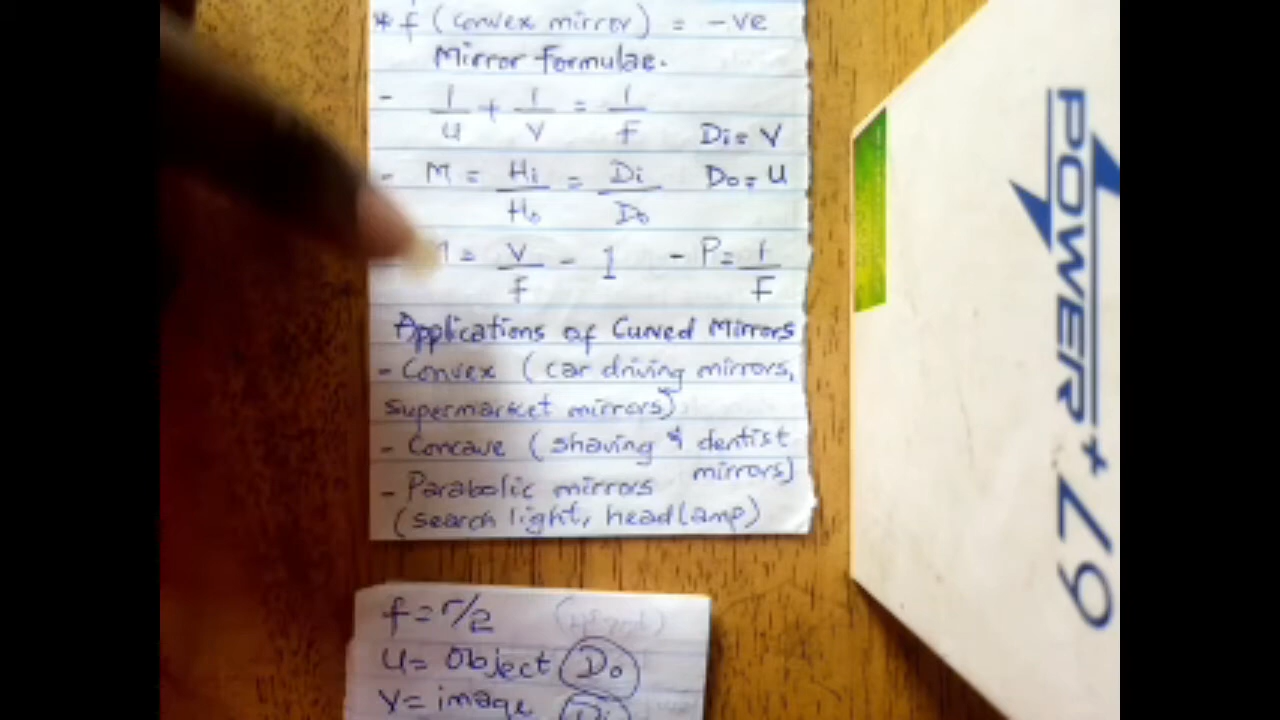 * f (convex mirror) = -ve
Mirror formulae.
- 1/u + 1/v = 1/F
Di = V
- M = Hi/Ho = Di/Do
Do = u
= V/f - 1 - P = 1/F
Applications of Curved Mirrors
- Convex (car driving mirrors,
supermarket mirrors)
- Concave (shaving & dentist
mirrors)
- Parabolic mirrors
(search light, headlamp)
f = r/2
u = object Do
V = image Di
POWER+ L9